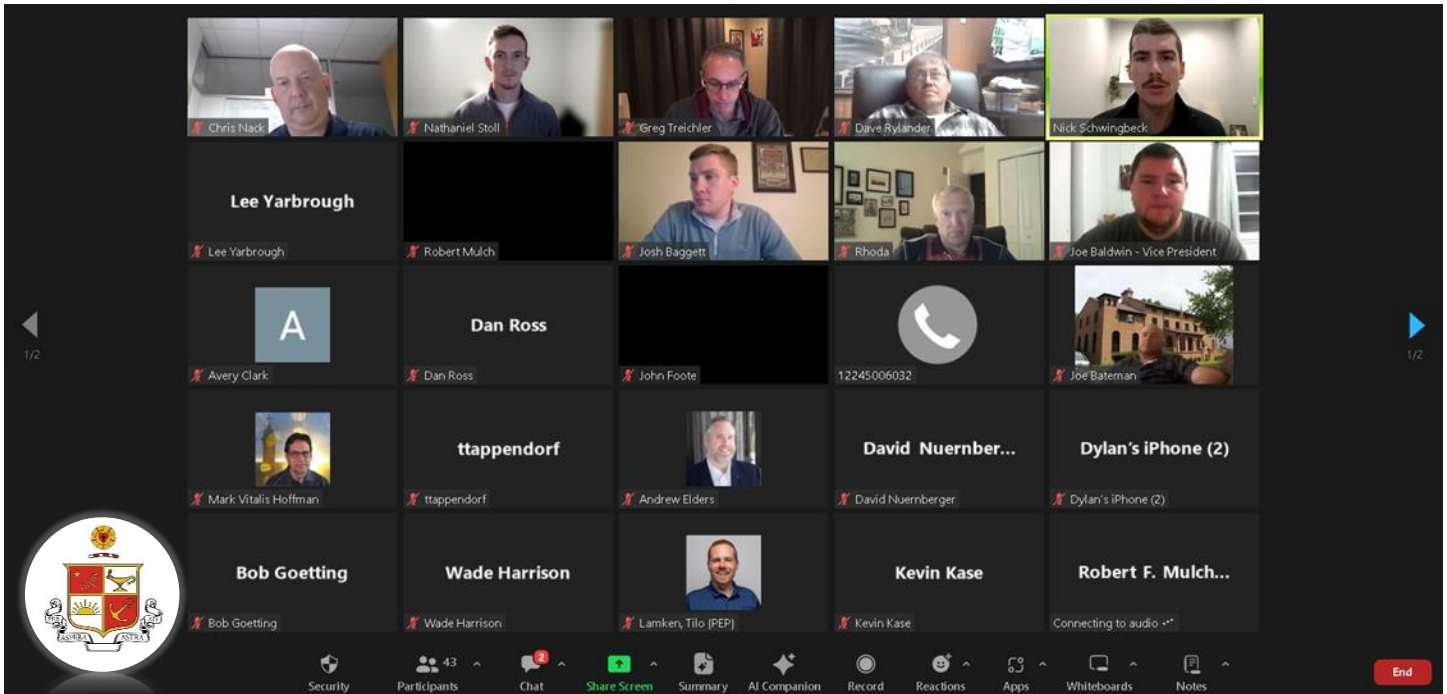 Chris Nack
Nathaniel Stoll
Greg Treichler
Dave Rylander
Nick Schwingbeck
Lee Yarbrough
Lee Yarbrough
Robert Mulch
Josh Baggett
Rhoda
Joe Baldwin - Vice President
A
Dan Ross
Avery Clark
Dan Ross
John Foote
12245006032
Joe Bateman
1/2
1/2
ttappendorf
David Nuernber...
Dylan's iPhone (2)
Mark Vitalis Hoffman
ttappendorf
Andrew Elders
David Nuernberger
Dylan's iPhone (2)
Bob Goetting
Wade Harrison
Kevin Kase
Robert F. Mulch...
Bob Goetting
Wade Harrison
Lamken, Tilo (PEP)
Kevin Kase
Connecting to audio
PER
AD
ASPERA
ASTRA
43
2
Security
Participants
Chat
Share Screen
Summary
AI Companion
Record
Reactions
Apps
Whiteboards
Notes
End